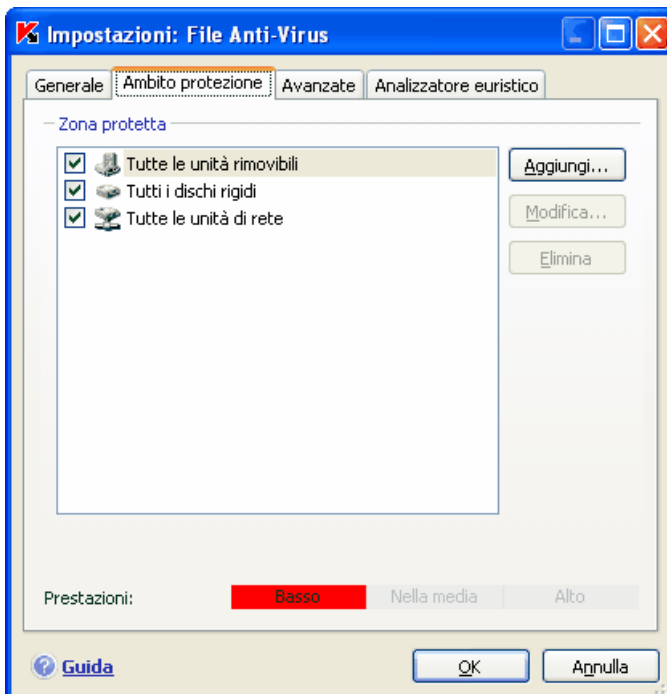 Impostazioni: File Anti-Virus
Generale Ambito protezione Avanzate Analizzatore euristico
Zona protetta
Tutte le unità rimovibili
Tutti i dischi rigidi
Tutte le unità di rete
Aggiungi...
Modifica...
Elimina
Prestazioni: Basso Nella media Alto
Guida OK Annulla